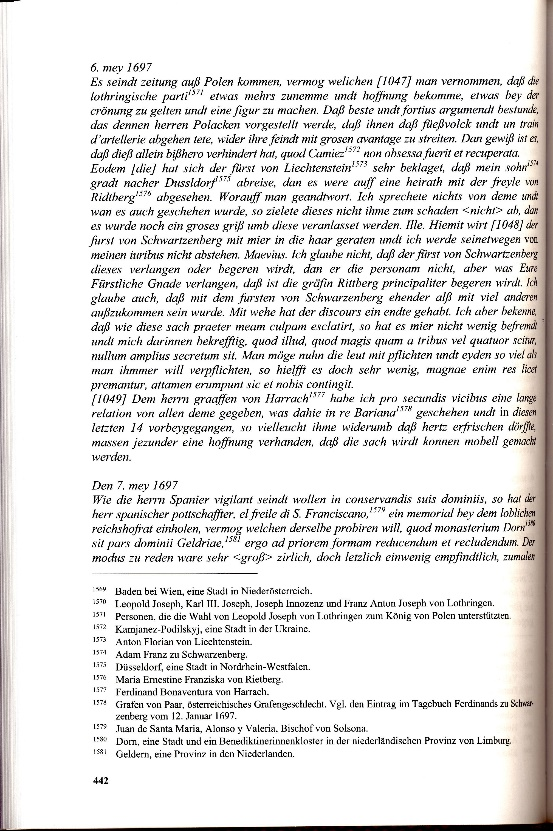 6. mey 1697
Es seindt zeitung auß Polen kommen, vermog welichen [1047] man vernommen, daß die
lothringische parti1571 etwas mehrs zunemme undt hoffnung bekomme, etwas bey der
crönung zu gelten undt eine figur zu machen. Daß beste undt fortius argumendt bestunde,
das dennen herren Polacken vorgestellt werde, daß ihnen daß füeßvolck undt un train
d'artellerie abgehen tete, wider ihre feindt mit grosen avantage zu streiten. Dan gewiß ist es,
daß dieß allein bißhero verhindert hat, quod Camiez1572 non obsessa fuerit et recuperata.
Eodem [die] hat sich der fürst von Liechtenstein1573 sehr beklaget, daß mein sohn1574
gradt nacher Dussldorf1575 abreise, dan es were auff eine heirath mit der freyle von
Ridtberg1576 abgesehen. Worauff man geandtwort. Ich sprechete nichts von deme undt
wan es auch geschehen wurde, so zielete dieses nicht ihme zum schaden <nicht> ab, dan
es wurde noch ein groses griß umb diese veranlasset werden. Ille. Hiemit wirt [1048] der
furst von Schwartzenberg mit mier in die haar geraten undt ich werde seinetwegen von
meinen iuribus nicht abstehen. Maevius. Ich glaube nicht, daß der fürst von Schwartzenberg
dieses verlangen oder begeren wirdt, dan er die personam nicht, aber was Eure
Fürstliche Gnade verlangen, daß ist die gräfin Rittberg principaliter begeren wirdt. Ich
glaube auch, daß mit dem fursten von Schwarzenberg ehender alß mit viel anderen
außzukommen sein wurde. Mit wehe hat der discours ein endte gehabt. Ich aber bekenne,
daß wie diese sach praeter meam culpam esclatirt, so hat es mier nicht wenig befremdt
undt mich darinnen bekrefftig, quod illud, quod magis quam a tribus vel quatuor scitur,
nullum amplius secretum sit. Man möge nuhn die leut mit pflichten undt eyden so viel als
man ihmmer will verpflichten, so hielfft es doch sehr wenig, magnae enim res licet
premantur, attamen erumpunt sic et nobis contingit.
[1049] Dem herrn graaffen von Harrach1577 habe ich pro secundis vicibus eine lange
relation von allen deme gegeben, was dahie in re Bariana1578 geschehen undt in diesen
letzten 14 vorbeygegangen, so vielleucht ihme widerumb daß hertz erfrischen dörffte,
massen jezunder eine hoffnung verhanden, daß die sach wirdt konnen mobell gemacht
werden.
Den 7. mey 1697
Wie die herrn Spanier vigilant seindt wollen in conservandis suis dominiis, so hat der
herr spanischer pottschaffter, el freile di S. Franciscano,1579 ein memorial bey dem loblichen
reichshofrat einholen, vermog welchen derselbe probiren will, quod monasterium Dorn1580
sit pars dominii Geldriae,1581 ergo ad priorem formam reducendum et recludendum. Der
modus zu reden ware sehr <groß> zirlich, doch letzlich einwenig empfindtlich, zumalen
1569 Baden bei Wien, eine Stadt in Niederösterreich.
1570 Leopold Joseph, Karl III. Joseph, Joseph Innozenz und Franz Anton Joseph von Lothringen.
1571 Personen, die die Wahl von Leopold Joseph von Lothringen zum König von Polen unterstützten.
1572 Kamjanez-Podilskyj, eine Stadt in der Ukraine.
1573 Anton Florian von Liechtenstein.
1574 Adam Franz zu Schwarzenberg.
1575 Düsseldorf, eine Stadt in Nordrhein-Westfalen.
1576 Maria Ernestine Franziska von Rietberg.
1577 Ferdinand Bonaventura von Harrach.
1578 Grafen von Paar, österreichisches Grafengeschlecht. Vgl. den Eintrag im Tagebuch Ferdinands zu Schwar-
zenberg vom 12. Januar 1697.
1579 Juan de Santa Maria, Alonso y Valeria, Bischof von Solsona.
1580 Dorn, eine Stadt und ein Benediktinerinnenkloster in der niederländischen Provinz von Limburg.
1581 Geldern, eine Provinz in den Niederlanden.
442